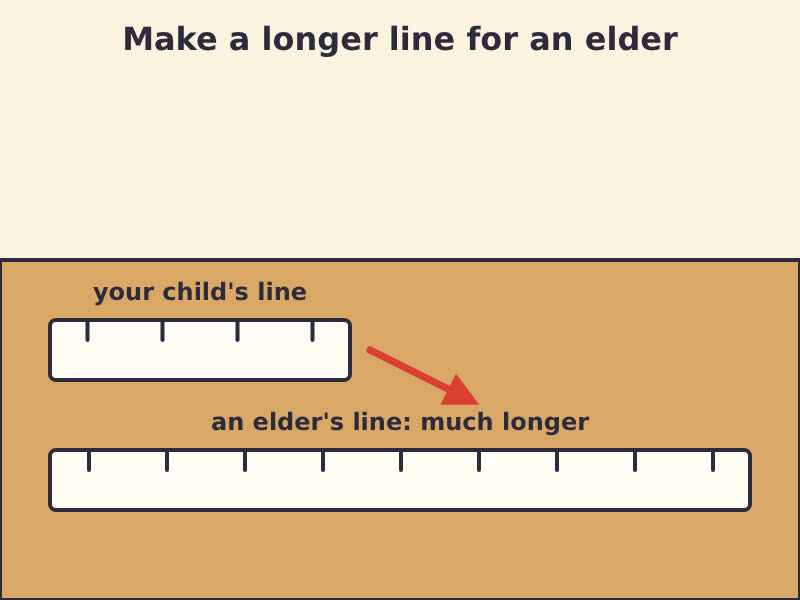 Make a longer line for an elder
your child's line
an elder's line: much longer